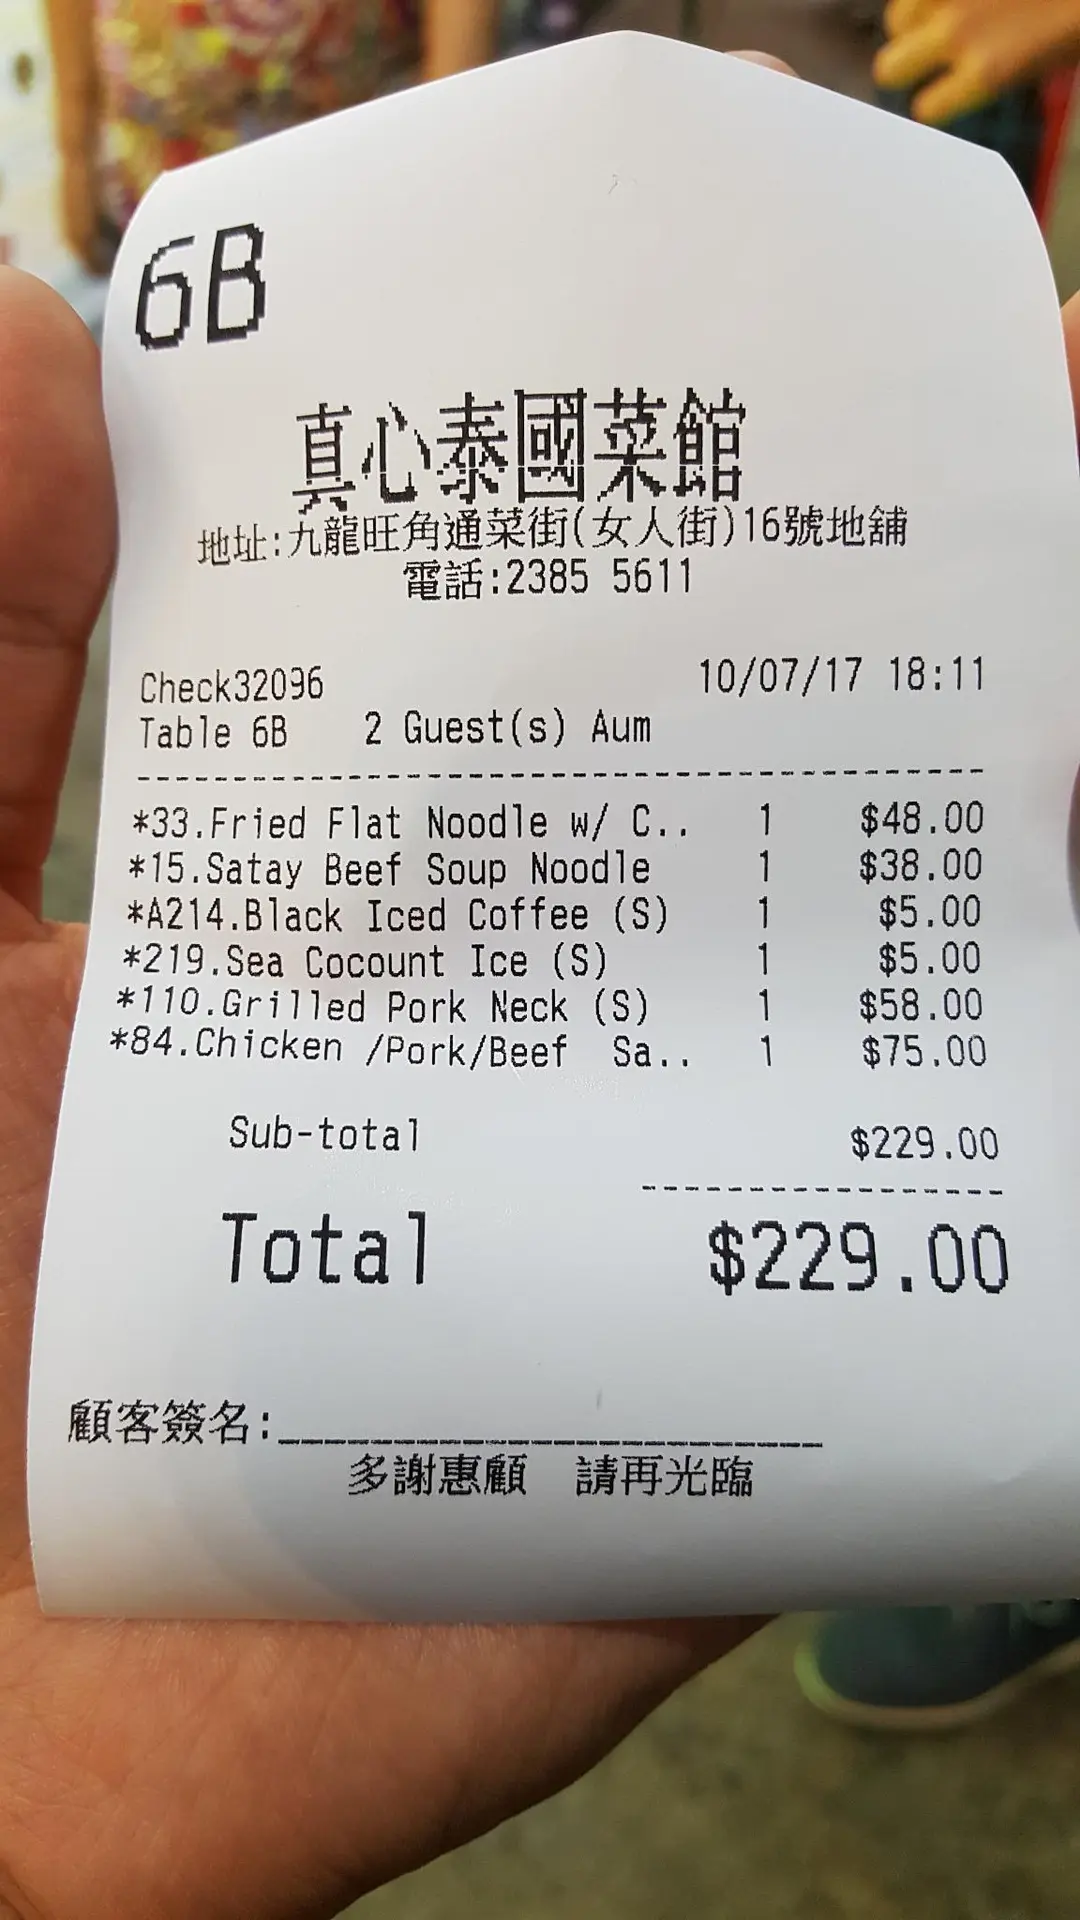 6B
真心泰國菜館
地址:九龍旺角通菜街(女人街)16號地舖
電話:2385 5611
Check32096 10/07/17 18:11
Table 6B 2 Guest(s) Aum
*33.Fried Flat Noodle w/ C.. 1 $48.00
*15.Satay Beef Soup Noodle 1 $38.00
*A214.Black Iced Coffee (S) 1 $5.00
*219.Sea Cocount Ice (S) 1 $5.00
*110.Grilled Pork Neck (S) 1 $58.00
*84.Chicken /Pork/Beef Sa.. 1 $75.00
Sub-total $229.00
Total $229.00
顧客簽名:
多謝惠顧 請再光臨